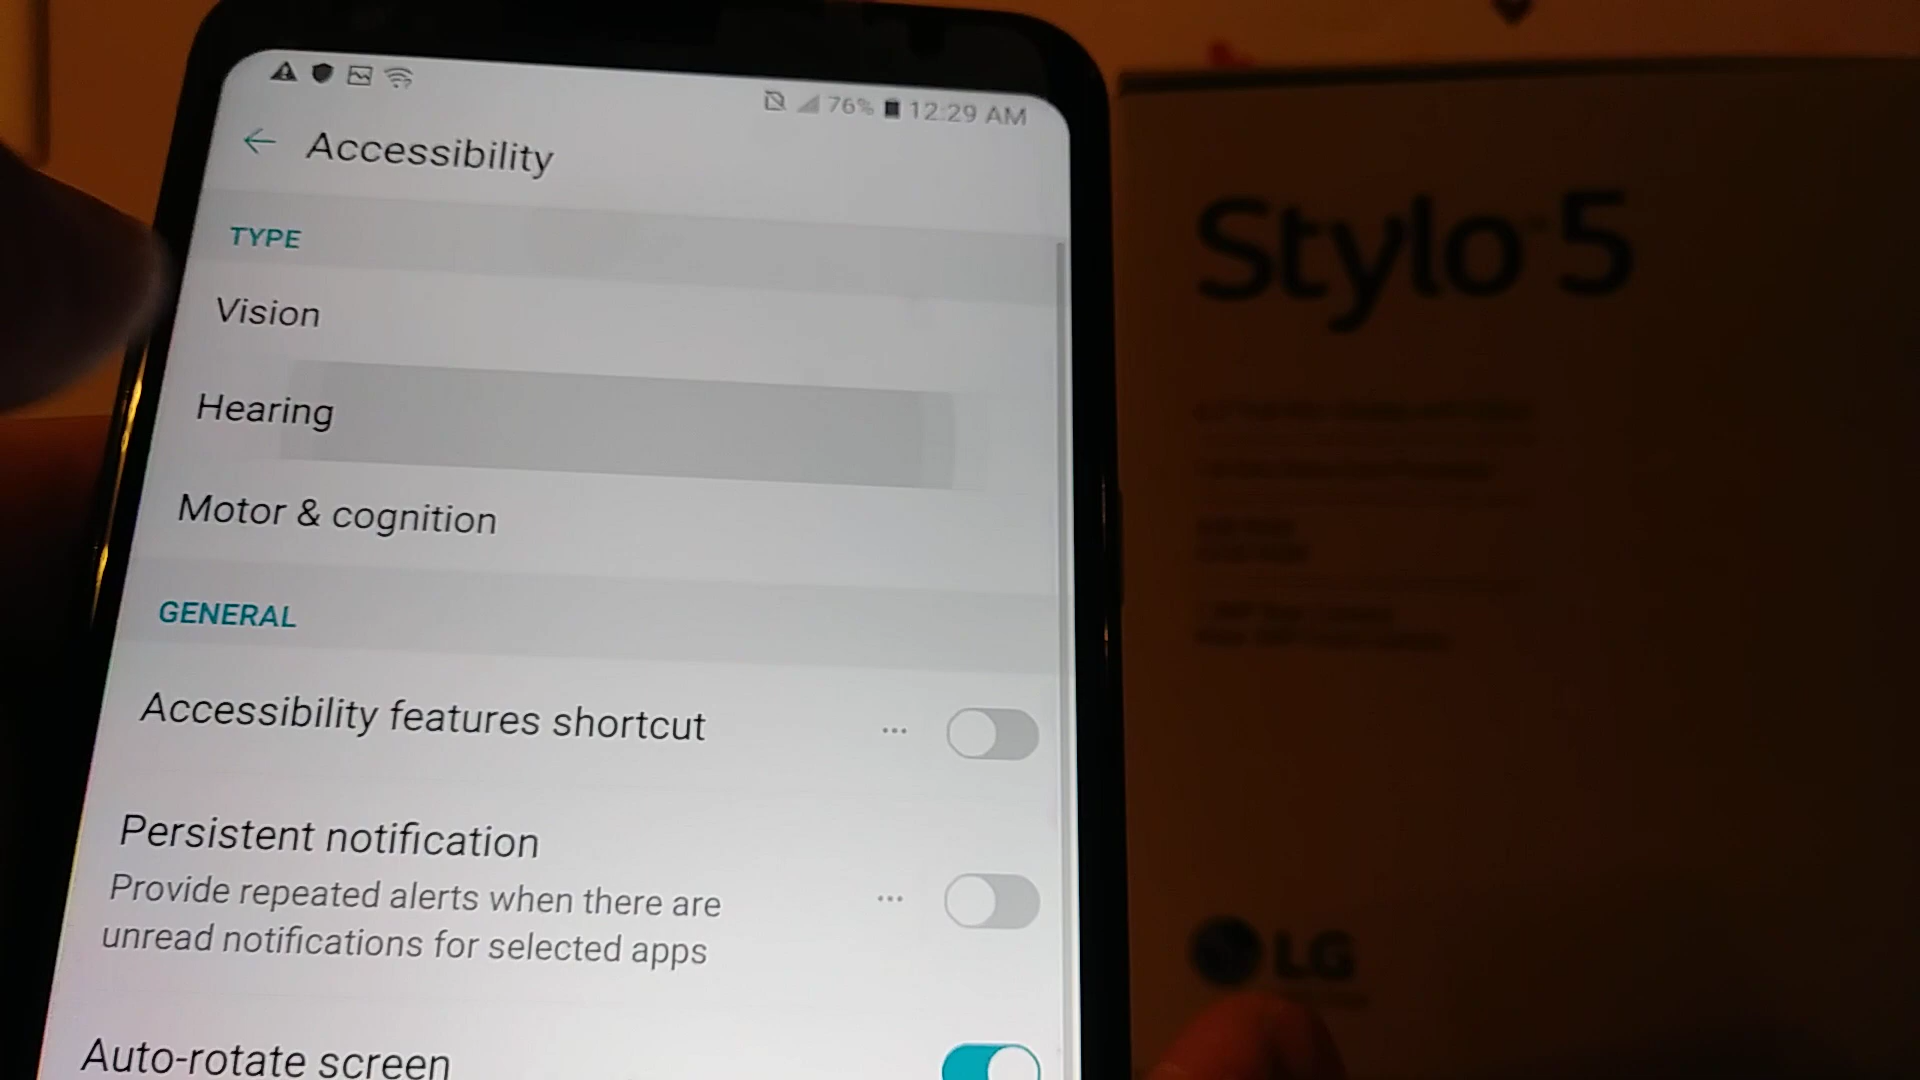 76% 12:29 AM
Accessibility
TYPE
Vision
Hearing
Motor & cognition
GENERAL
Accessibility features shortcut
Persistent notification
Provide repeated alerts when there are
unread notifications for selected apps
Auto-rotate screen
Stylo™ 5
LG